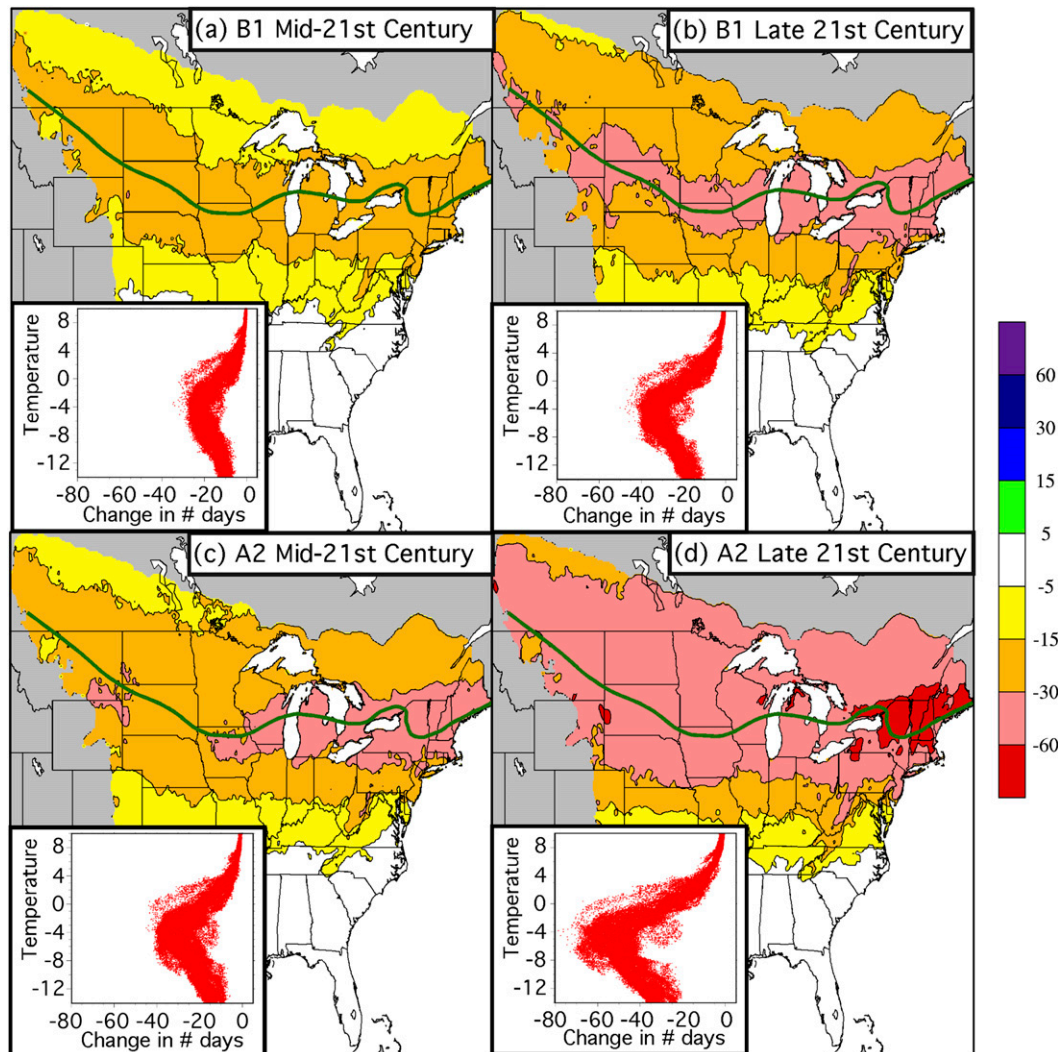 (a) B1 Mid-21st Century
(b) B1 Late 21st Century
8
4
0
-4
-8
-12
Temperature
-80 -60 -40 -20 0
Change in # days
8
4
0
-4
-8
-12
Temperature
-80 -60 -40 -20 0
Change in # days
(c) A2 Mid-21st Century
(d) A2 Late 21st Century
8
4
0
-4
-8
-12
Temperature
-80 -60 -40 -20 0
Change in # days
8
4
0
-4
-8
-12
Temperature
-80 -60 -40 -20 0
Change in # days
60
30
15
5
-5
-15
-30
-60